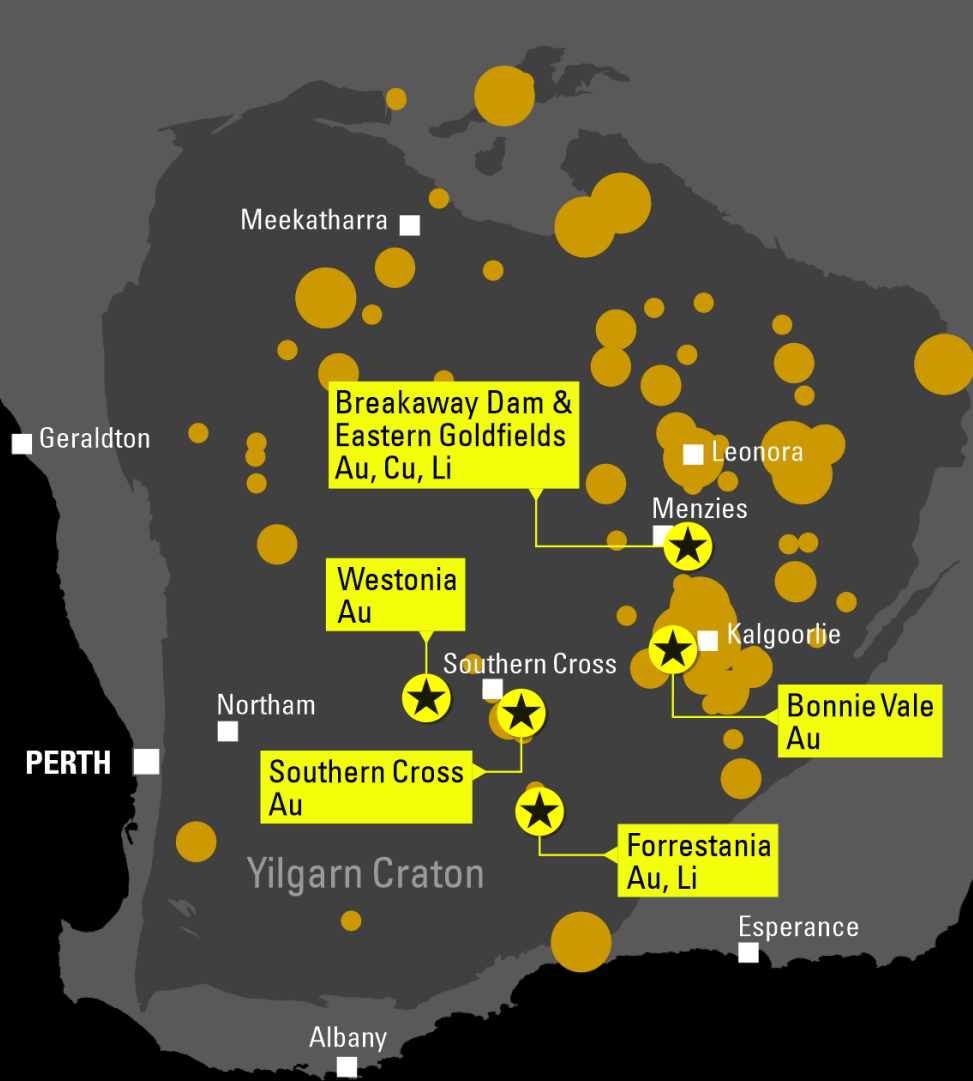 Meekatharra
Breakaway Dam &
Eastern Goldfields
Au, Cu, Li
Geraldton
Leonora
Menzies
Westonia
Au
Kalgoorlie
Southern Cross
Northam
Bonnie Vale
Au
PERTH
Southern Cross
Au
Forrestania
Au, Li
Yilgarn Craton
Esperance
Albany